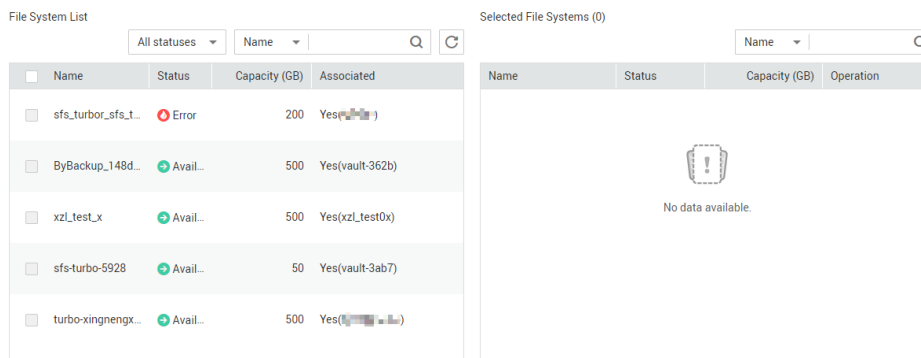 File System List
All statuses Name
Name Status Capacity (GB) Associated
sfs_turbor_sfs_t... Error 200 Yes( )
ByBackup_148d... Avail... 500 Yes(vault-362b)
xzl_test_x Avail... 500 Yes(xzl_test0x)
sfs-turbo-5928 Avail... 50 Yes(vault-3ab7)
turbo-xingnengx... Avail... 500 Yes( )
Selected File Systems (0)
Name
Name Status Capacity (GB) Operation
No data available.